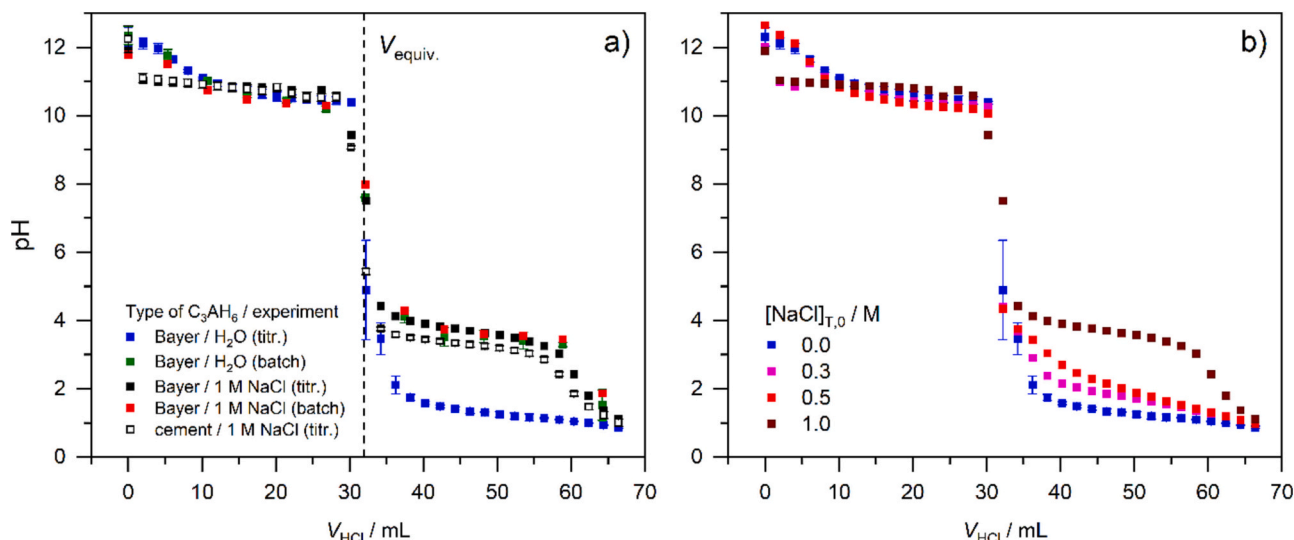 a)
V equiv.
pH
12
10
8
6
4
2
0
Type of C₃AH₆ / experiment
Bayer / H₂O (titr.)
Bayer / H₂O (batch)
Bayer / 1 M NaCl (titr.)
Bayer / 1 M NaCl (batch)
cement / 1 M NaCl (titr.)
0 10 20 30 40 50 60 70
V HCl / mL
b)
12
10
8
6
4
2
0
[NaCl]T,0 / M
0.0
0.3
0.5
1.0
0 10 20 30 40 50 60 70
V HCl / mL